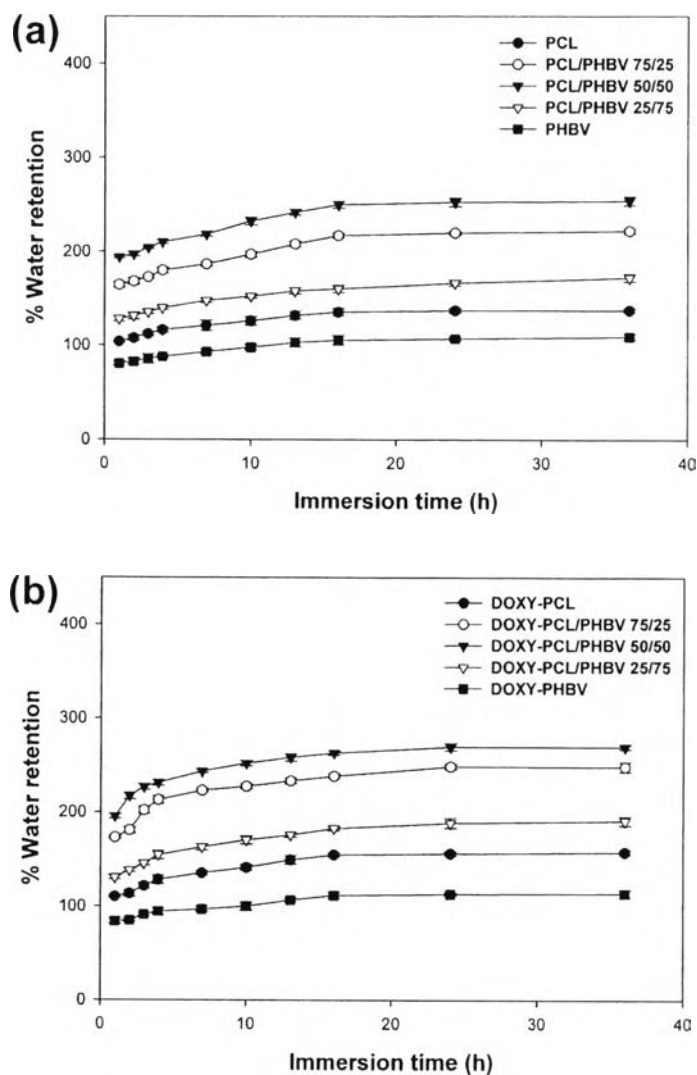 (a)
PCL
PCL/PHBV 75/25
PCL/PHBV 50/50
PCL/PHBV 25/75
PHBV
% Water retention
400
300
200
100
0
0 10 20 30 40
Immersion time (h)
(b)
DOXY-PCL
DOXY-PCL/PHBV 75/25
DOXY-PCL/PHBV 50/50
DOXY-PCL/PHBV 25/75
DOXY-PHBV
% Water retention
400
300
200
100
0
0 10 20 30 40
Immersion time (h)